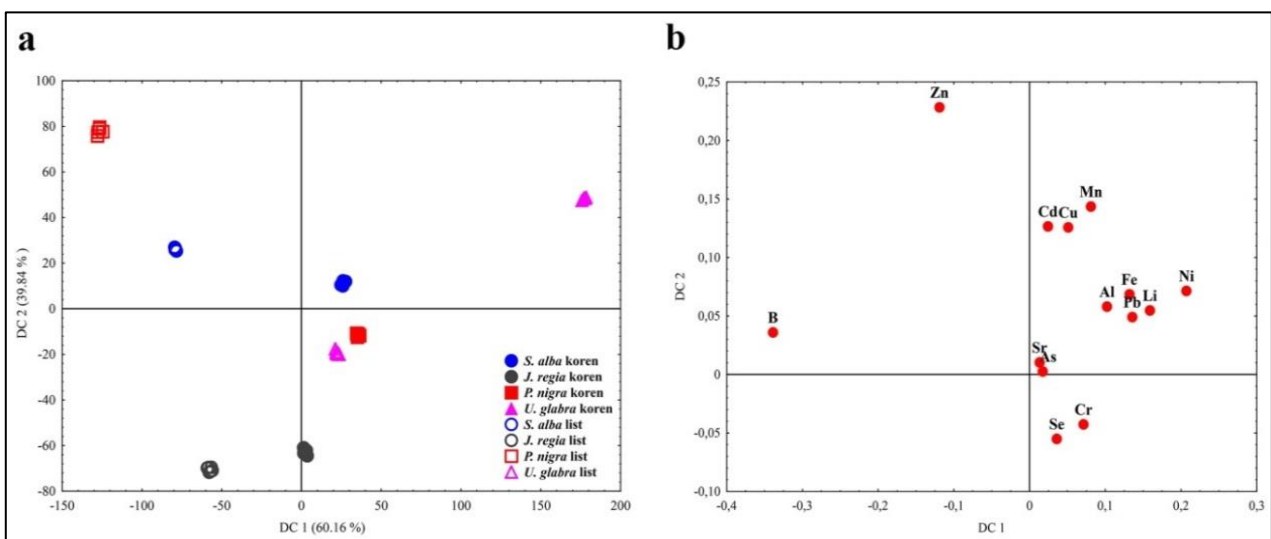 a
100
80
60
40
20
0
-20
-40
-60
-80
-150 -100 -50 0 50 100 150 200
DC 2 (39.84 % )
DC 1 (60.16 %)
S. alba koren
J. regia koren
P. nigra koren
U. glabra koren
S. alba list
J. regia list
P. nigra list
U. glabra list
b
0,25
0,20
0,15
0,10
0,05
0
-0,05
-0,10
-0,4 -0,3 -0,2 -0,1 0 0,1 0,2 0,3
DC 2
DC 1
Zn
Mn
Cd Cu
Fe Ni
Al Pb Li
B
Sr
As
Cr
Se